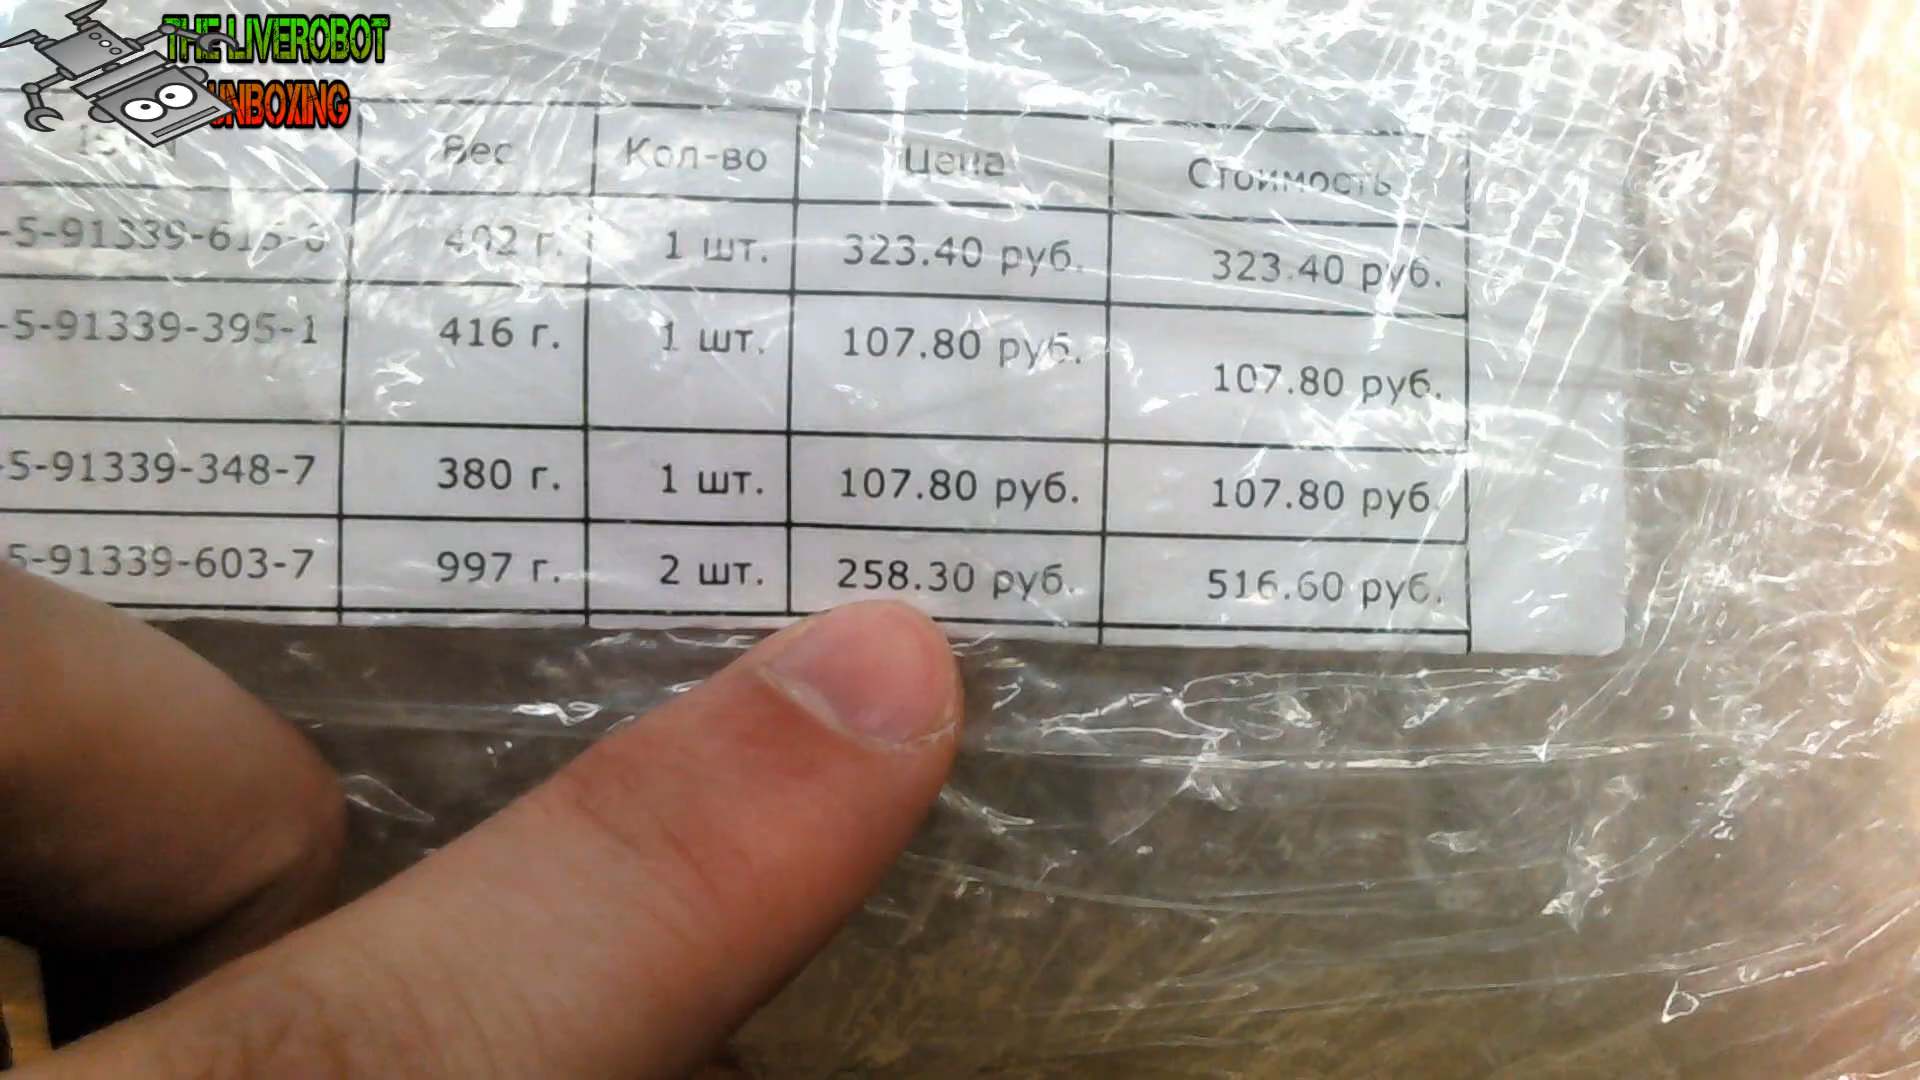 THE LIVEROBOT
UNBOXING
Вес Кол-во Цена Стоимость
1 шт. 323.40 руб. 323.40 руб.
-5-91339-395-1 416 г. 1 шт. 107.80 руб. 107.80 руб.
-5-91339-348-7 380 г. 1 шт. 107.80 руб. 107.80 руб
5-91339-603-7 997 г. 2 шт. 258.30 руб. 516.60 руб.